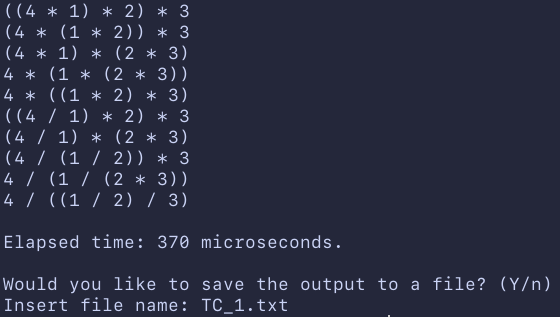 ((4 * 1) * 2) * 3
(4 * (1 * 2)) * 3
(4 * 1) * (2 * 3)
4 * (1 * (2 * 3))
4 * ((1 * 2) * 3)
((4 / 1) * 2) * 3
(4 / 1) * (2 * 3)
(4 / (1 / 2)) * 3
4 / (1 / (2 * 3))
4 / ((1 / 2) / 3)
Elapsed time: 370 microseconds.
Would you like to save the output to a file? (Y/n)
Insert file name: TC_1.txt